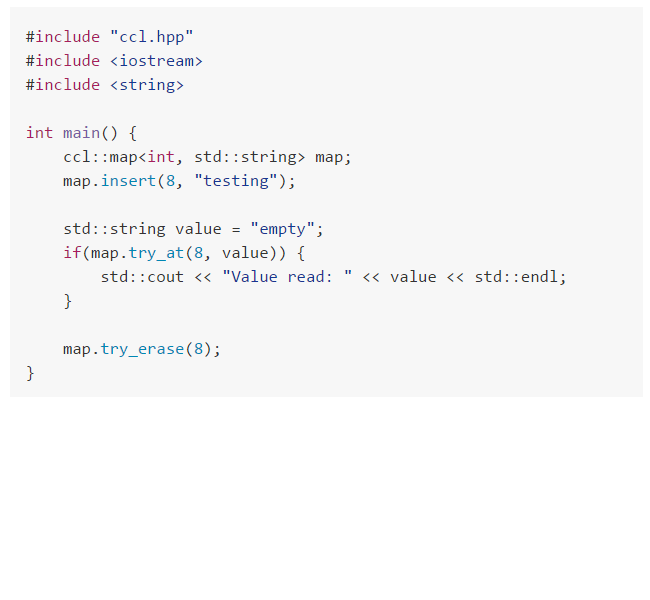 #include "ccl.hpp"
#include <iostream>
#include <string>

int main() {
    ccl::map<int, std::string> map;
    map.insert(8, "testing");

    std::string value = "empty";
    if(map.try_at(8, value)) {
        std::cout << "Value read: " << value << std::endl;
    }

    map.try_erase(8);
}